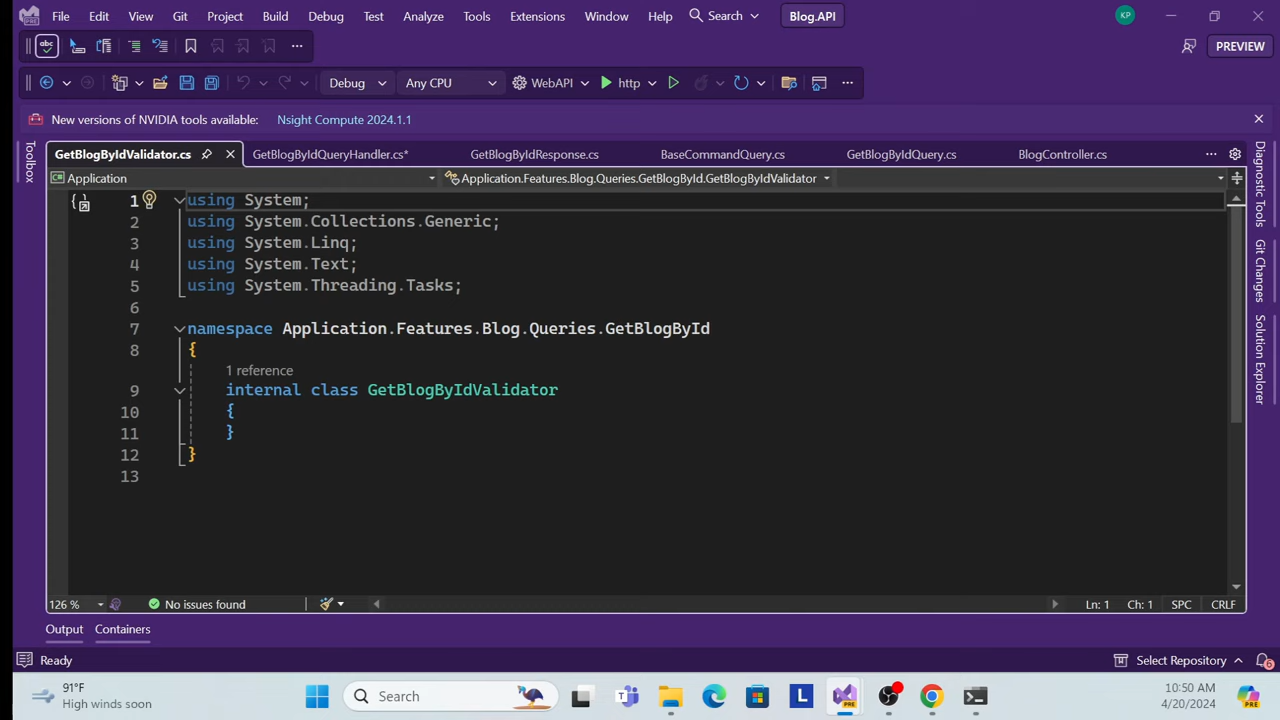 File Edit View Git Project Build Debug Test Analyze Tools Extensions Window Help Search Blog.API KP
abc PREVIEW
Debug Any CPU WebAPI http
New versions of NVIDIA tools available: Nsight Compute 2024.1.1
Toolbox
GetBlogByIdValidator.cs GetBlogByIdQueryHandler.cs* GetBlogByIdResponse.cs BaseCommandQuery.cs GetBlogByIdQuery.cs BlogController.cs
Application Application.Features.Blog.Queries.GetBlogById.GetBlogByIdValidator
1 using System;
2 using System.Collections.Generic;
3 using System.Linq;
4 using System.Text;
5 using System.Threading.Tasks;
6
7 namespace Application.Features.Blog.Queries.GetBlogById
8 {
1 reference
9 internal class GetBlogByIdValidator
10 {
11 }
12 }
13
Diagnostic Tools
Git Changes
Solution Explorer
126 % No issues found Ln: 1 Ch: 1 SPC CRLF
Output Containers
Ready Select Repository 6
91°F
High winds soon
Search
L
PRE
10:50 AM
4/20/2024
PRE